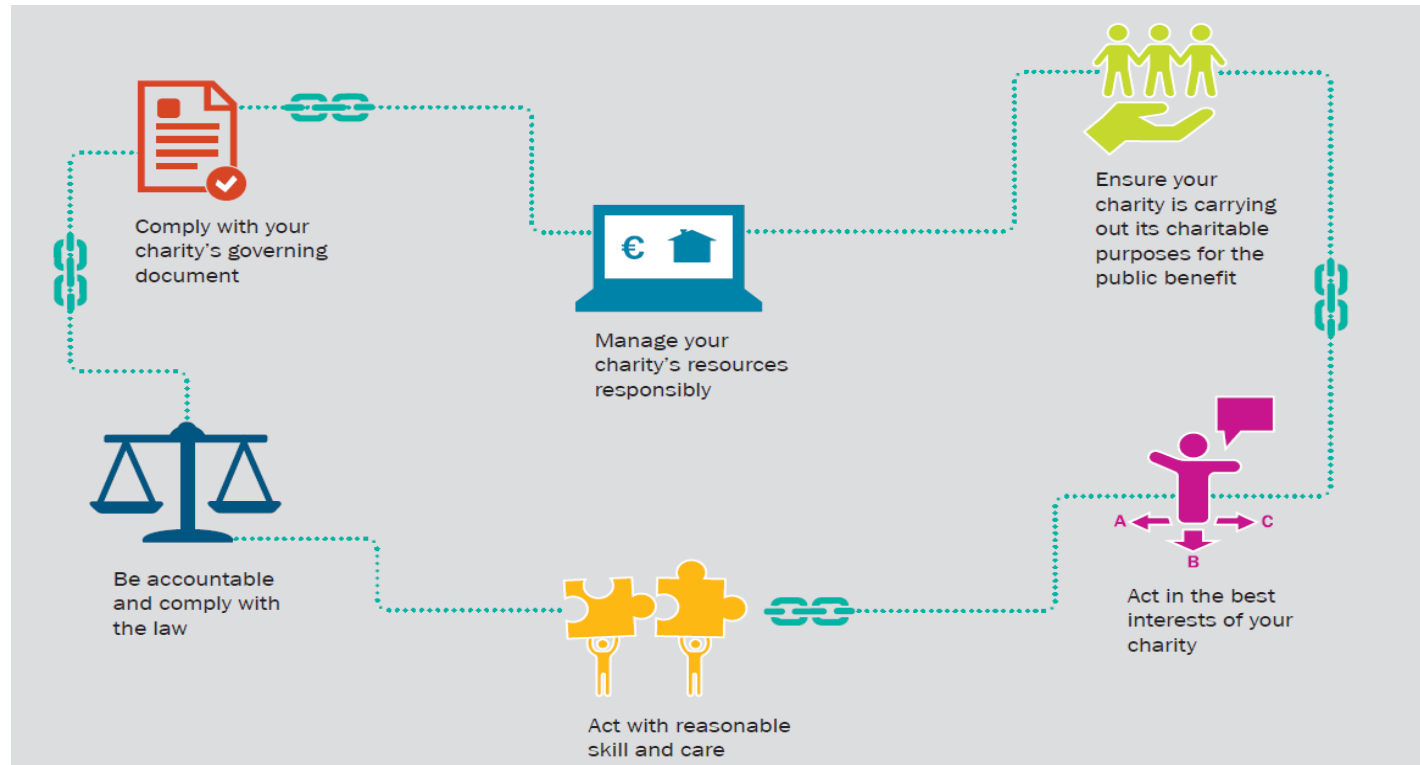 Comply with your
charity's governing
document
€
Manage your
charity's resources
responsibly
Ensure your
charity is carrying
out its charitable
purposes for the
public benefit
Be accountable
and comply with
the law
Act with reasonable
skill and care
A
C
B
Act in the best
interests of your
charity